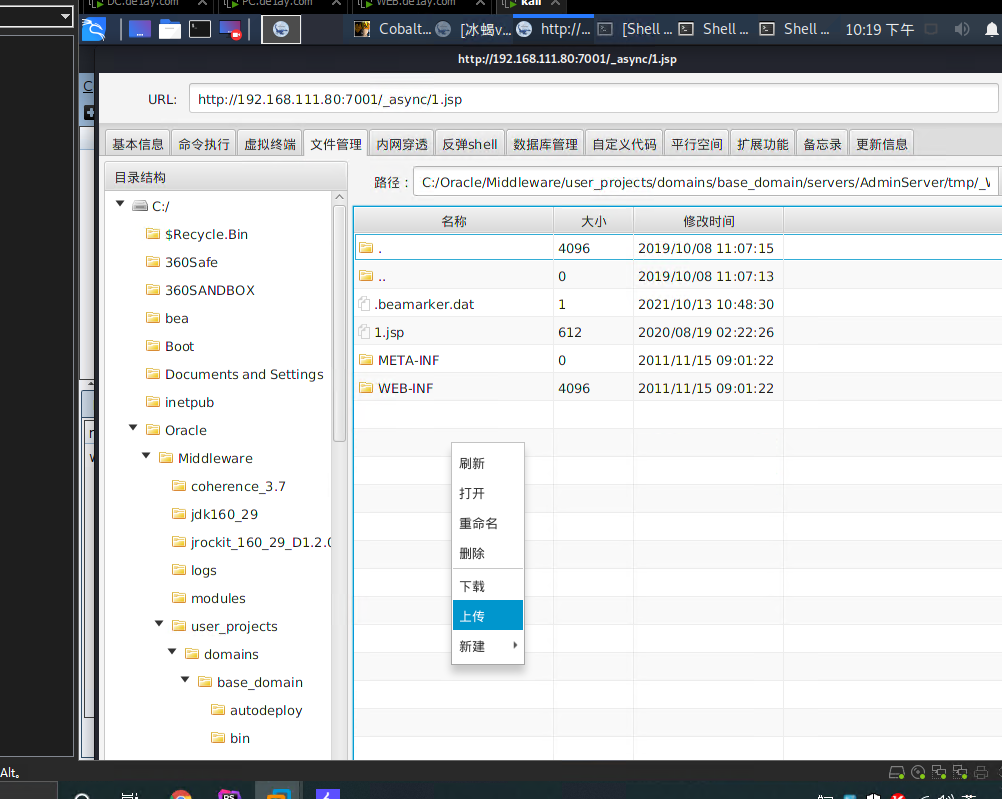 DC.de1ay.com
PC.de1ay.com
WEB.de1ay.com
kali
Cobalt...
[冰蝎v...
http://...
[Shell ...
Shell ...
Shell ...
10:19 下午
http://192.168.111.80:7001/_async/1.jsp
URL:
http://192.168.111.80:7001/_async/1.jsp
基本信息
命令执行
虚拟终端
文件管理
内网穿透
反弹shell
数据库管理
自定义代码
平行空间
扩展功能
备忘录
更新信息
目录结构
路径：
C:/Oracle/Middleware/user_projects/domains/base_domain/servers/AdminServer/tmp/_W
C:/
$Recycle.Bin
360Safe
360SANDBOX
bea
Boot
Documents and Settings
inetpub
Oracle
Middleware
coherence_3.7
jdk160_29
jrockit_160_29_D1.2.0
logs
modules
user_projects
domains
base_domain
autodeploy
bin
名称 大小 修改时间
. 4096 2019/10/08 11:07:15
.. 0 2019/10/08 11:07:13
.beamarker.dat 1 2021/10/13 10:48:30
1.jsp 612 2020/08/19 02:22:26
META-INF 0 2011/11/15 09:01:22
WEB-INF 4096 2011/11/15 09:01:22
刷新
打开
重命名
删除
下载
上传
新建
Alt。